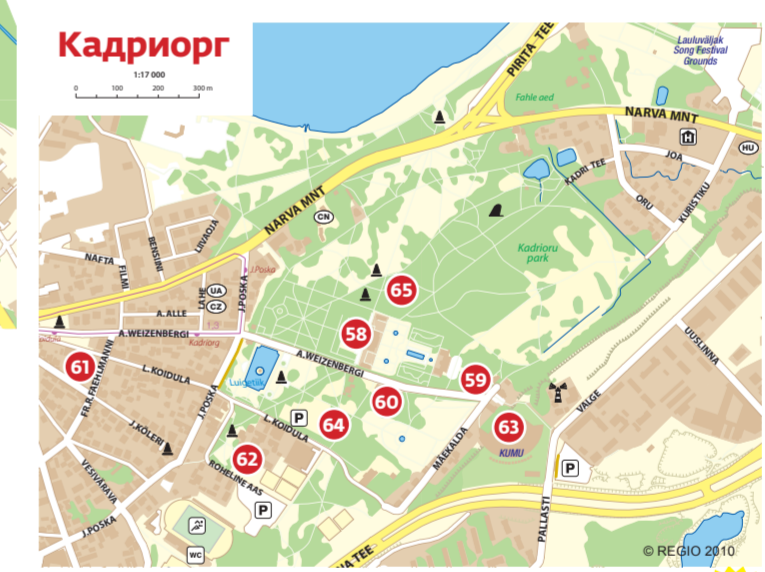 Кадриорг
1:17 000
0 100 200 300 m
PIRITA TEE
Lauluväljak
Song Festival
Grounds
Fahle aed
NARVA MNT
H
HU
JOA
KADRI TEE
ORU
KURISTIKU
NARVA MNT
CN
Kadrioru
park
LIIVAOJA
BENSIINI
NAFTA
FILMI
J.Poska
LAHE
UA
CZ
J.POSKA
A. ALLE
A.WEIZENBERGI
Kadriorg
65
58
A.WEIZENBERGI
59
60
61
FR.R.FAEHLMANNI
L.KOIDULA
Luigetiik
J.POSKA
P
64
L.KOIDULA
63
KUMU
MÄEKALDA
UUSLINNA
VALGE
J.KÖLERI
62
ROHELINE AAS
P
P
VESIVÄRAVA
J.POSKA
WC
PALLASTI
© REGIO 2010